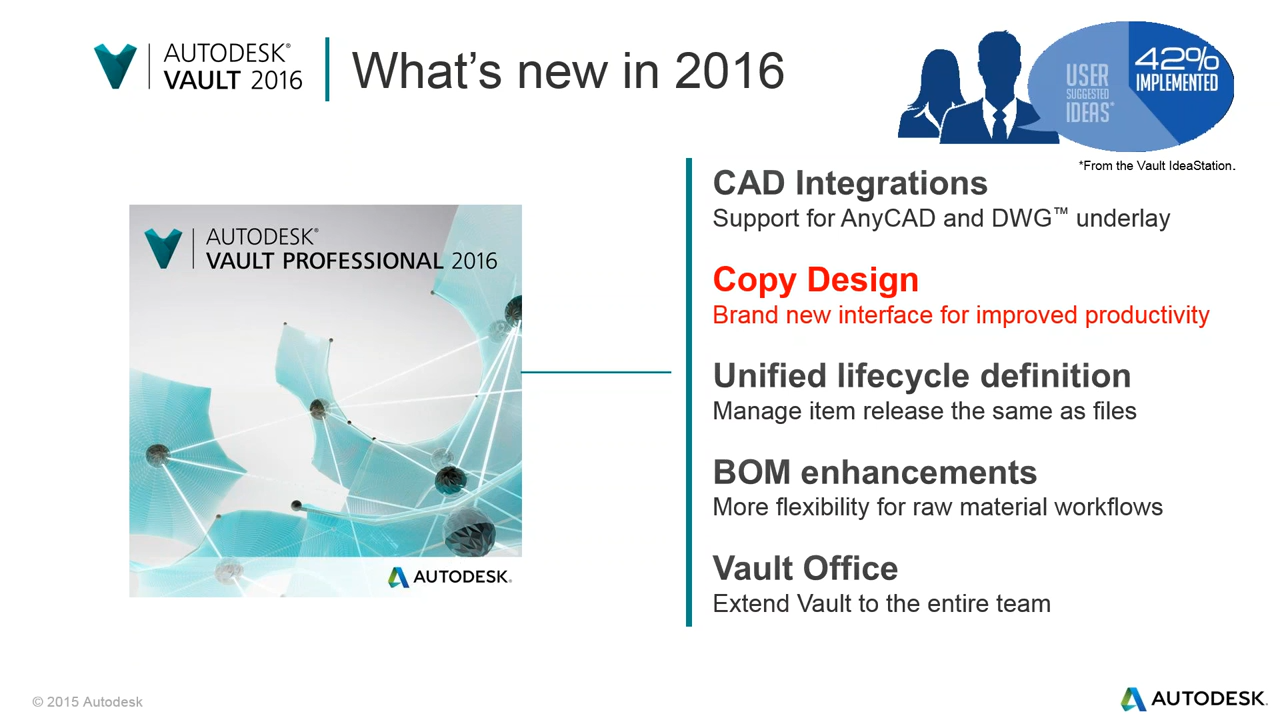 AUTODESK®
VAULT 2016
What's new in 2016
USER
SUGGESTED
IDEAS*
42%
IMPLEMENTED
*From the Vault IdeaStation.
AUTODESK®
VAULT PROFESSIONAL 2016
AUTODESK®
CAD Integrations
Support for AnyCAD and DWG™ underlay
Copy Design
Brand new interface for improved productivity
Unified lifecycle definition
Manage item release the same as files
BOM enhancements
More flexibility for raw material workflows
Vault Office
Extend Vault to the entire team
© 2015 Autodesk
AUTODESK®